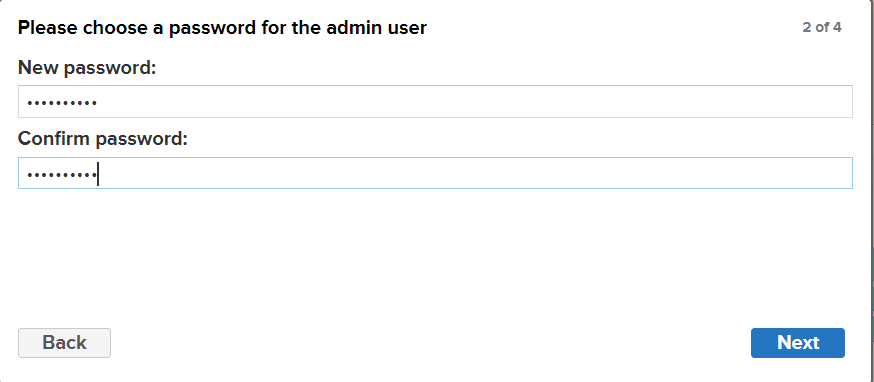 Please choose a password for the admin user
2 of 4
New password:
••••••••••
Confirm password:
••••••••••
Back
Next